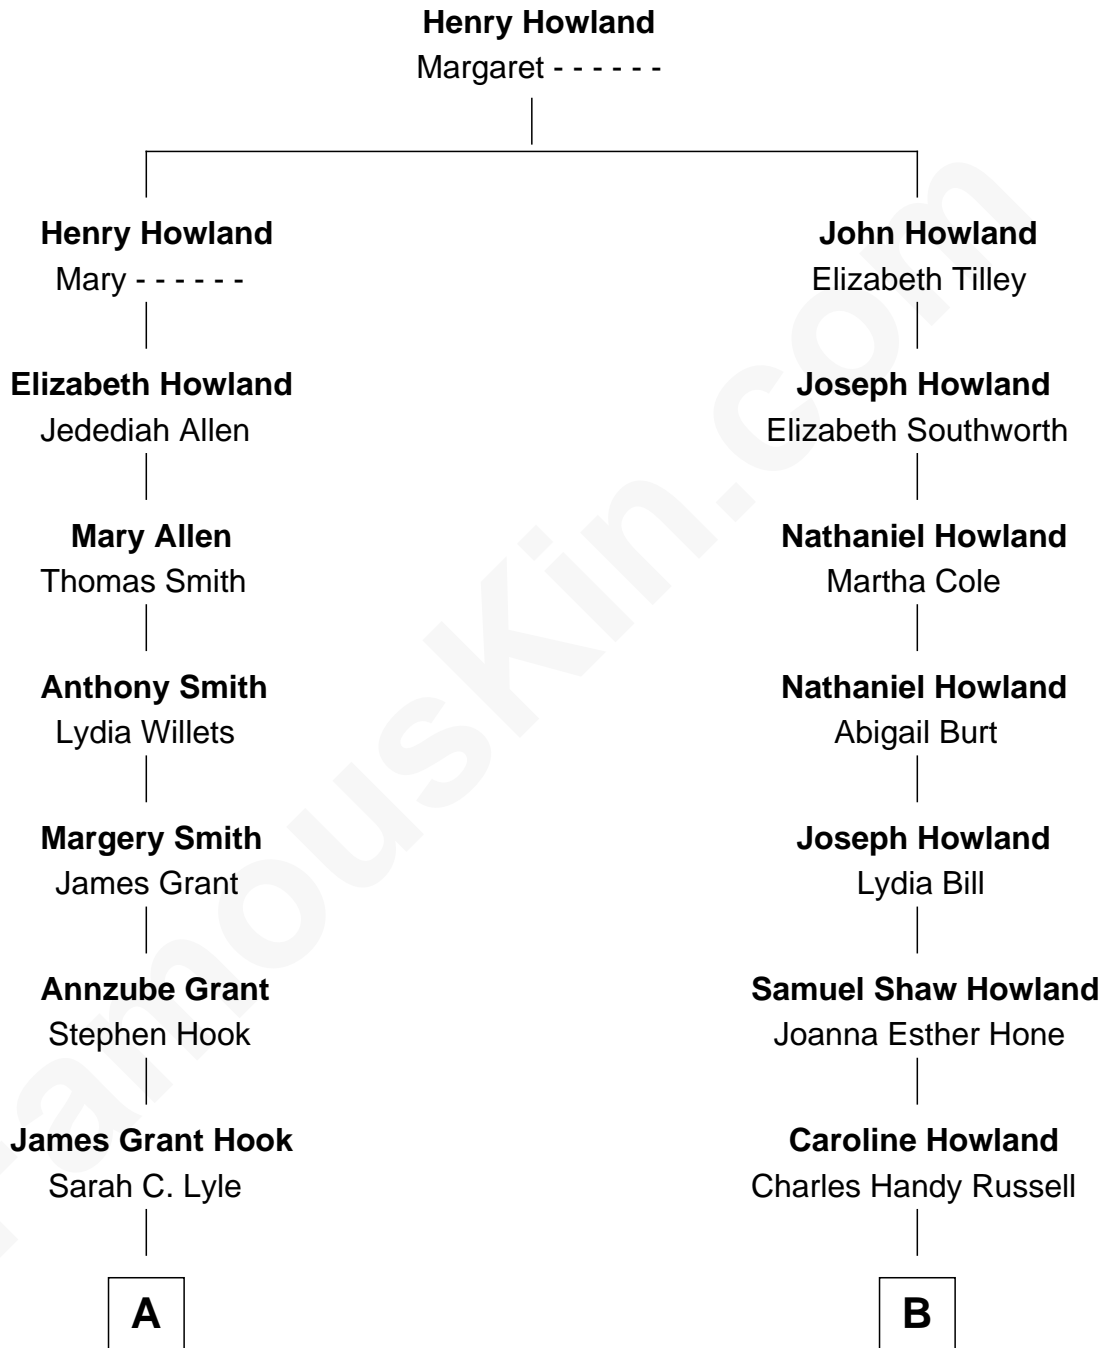 Henry Howland
Margaret - - - - - -
Henry Howland
Mary - - - - - -
John Howland
Elizabeth Tilley
Elizabeth Howland
Jedediah Allen
Joseph Howland
Elizabeth Southworth
Mary Allen
Thomas Smith
Nathaniel Howland
Martha Cole
Anthony Smith
Lydia Willets
Nathaniel Howland
Abigail Burt
Margery Smith
James Grant
Joseph Howland
Lydia Bill
Annzube Grant
Stephen Hook
Samuel Shaw Howland
Joanna Esther Hone
James Grant Hook
Sarah C. Lyle
Caroline Howland
Charles Handy Russell
A
B
FamousKin.com